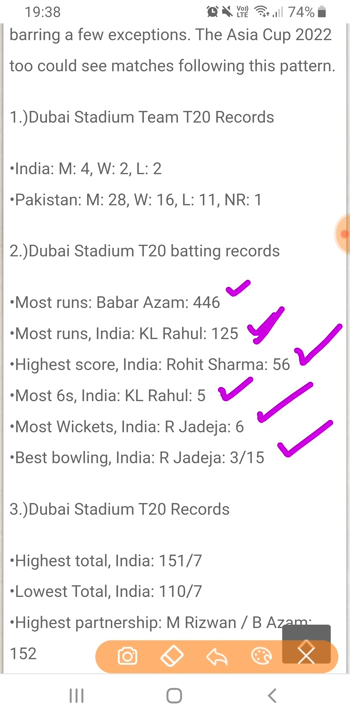 19:38 Vo)) LTE 74%
barring a few exceptions. The Asia Cup 2022
too could see matches following this pattern.
1.)Dubai Stadium Team T20 Records
•India: M: 4, W: 2, L: 2
•Pakistan: M: 28, W: 16, L: 11, NR: 1
2.)Dubai Stadium T20 batting records
•Most runs: Babar Azam: 446
•Most runs, India: KL Rahul: 125
•Highest score, India: Rohit Sharma: 56
•Most 6s, India: KL Rahul: 5
•Most Wickets, India: R Jadeja: 6
•Best bowling, India: R Jadeja: 3/15
3.)Dubai Stadium T20 Records
•Highest total, India: 151/7
•Lowest Total, India: 110/7
•Highest partnership: M Rizwan / B Azam:
152